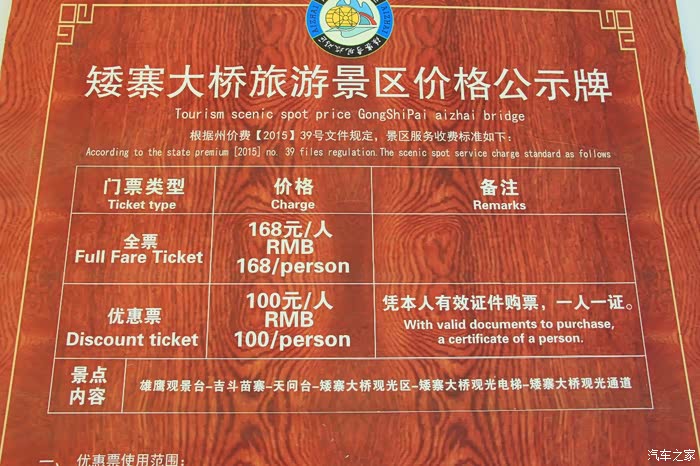 AIZHAI
AIZHAI
矮寨大桥旅游景区价格公示牌
Tourism scenic spot price GongShiPai aizhai bridge
根据州价费【2015】39号文件规定，景区服务收费标准如下：
According to the state premium [2015] no. 39 files regulation.The scenic spot service charge standard as follows
门票类型 价格 备注
Ticket type Charge Remarks
全票
Full Fare Ticket
168元/人
RMB
168/person
优惠票
Discount ticket
100元/人
RMB
100/person
凭本人有效证件购票，一人一证。
With valid documents to purchase,
a certificate of a person.
景点
内容
雄鹰观景台-吉斗苗寨-天问台-矮寨大桥观光区-矮寨大桥观光电梯-矮寨大桥观光通道
一、优惠票使用范围：
汽车之家